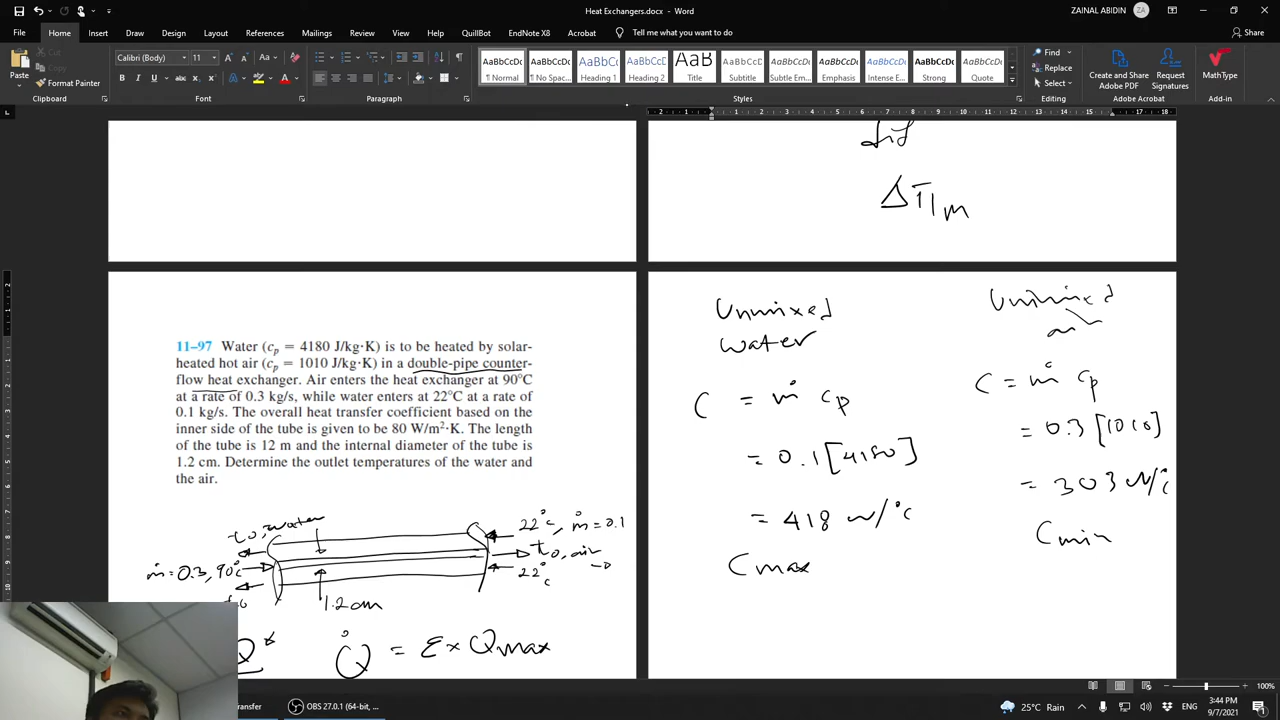 Heat Exchangers.docx - Word
ZAINAL ABIDIN
ZA
File Home Insert Draw Design Layout References Mailings Review View Help QuillBot EndNote X8 Acrobat Tell me what you want to do
Share
Paste
Cut
Copy
Format Painter
Clipboard
Calibri (Body) 11
Font
Paragraph
AaBbCcDc AaBbCcDc AaBbCc AaBbCcD AaB AaBbCcD AaBbCcDc AaBbCcDc AaBbCcDc AaBbCcDc AaBbCcDc
¶ Normal ¶ No Spac... Heading 1 Heading 2 Title Subtitle Subtle Em... Emphasis Intense E... Strong Quote
Styles
Find
Replace
Select
Editing
Create and Share Adobe PDF
Request Signatures
Adobe Acrobat
MathType
Add-in
ΔTlm
11–97 Water (cp = 4180 J/kg·K) is to be heated by solar-
heated hot air (cp = 1010 J/kg·K) in a double-pipe counter-
flow heat exchanger. Air enters the heat exchanger at 90°C
at a rate of 0.3 kg/s, while water enters at 22°C at a rate of
0.1 kg/s. The overall heat transfer coefficient based on the
inner side of the tube is given to be 80 W/m²·K. The length
of the tube is 12 m and the internal diameter of the tube is
1.2 cm. Determine the outlet temperatures of the water and
the air.
to, water
22°C, ṁ=0.1
to, air
ṁ=0.3, 90°C
22°C
1.2 cm
Q
Q̇ = ε × Qmax
Unmixed
water
C = ṁ cp
= 0.1[4180]
= 418 W/°C
Cmax
Unmixed
air
C = ṁ cp
= 0.3[1010]
= 303 W/°C
Cmin
100%
OBS 27.0.1 (64-bit, ...
25°C Rain
3:44 PM
9/7/2021